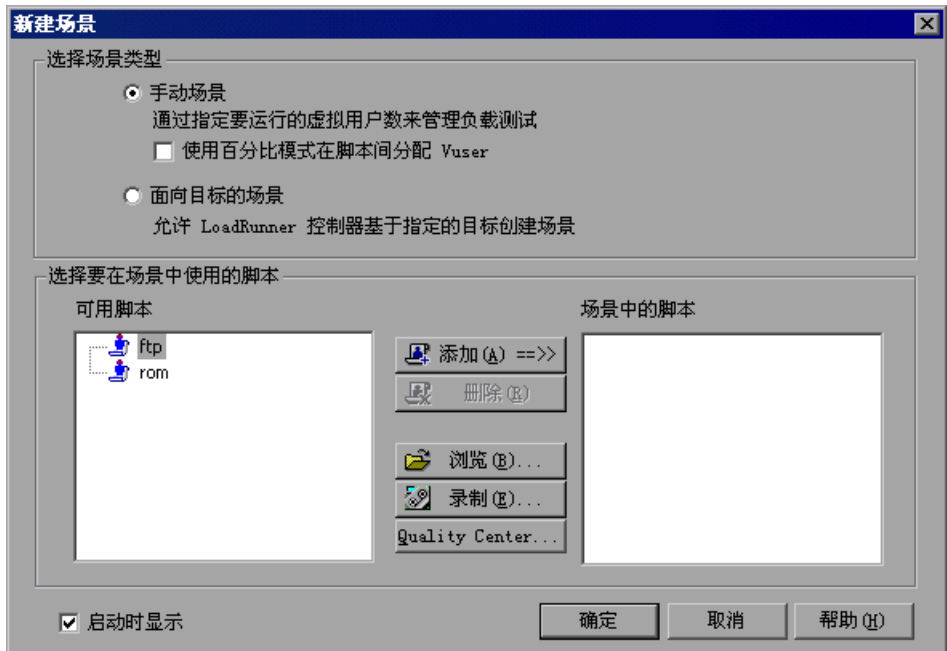 新建场景
选择场景类型
手动场景
通过指定要运行的虚拟用户数来管理负载测试
使用百分比模式在脚本间分配 Vuser
面向目标的场景
允许 LoadRunner 控制器基于指定的目标创建场景
选择要在场景中使用的脚本
可用脚本
ftp
rom
添加(A) ==>>
删除(R)
浏览(B)...
录制(E)...
Quality Center...
场景中的脚本
启动时显示
确定
取消
帮助(H)